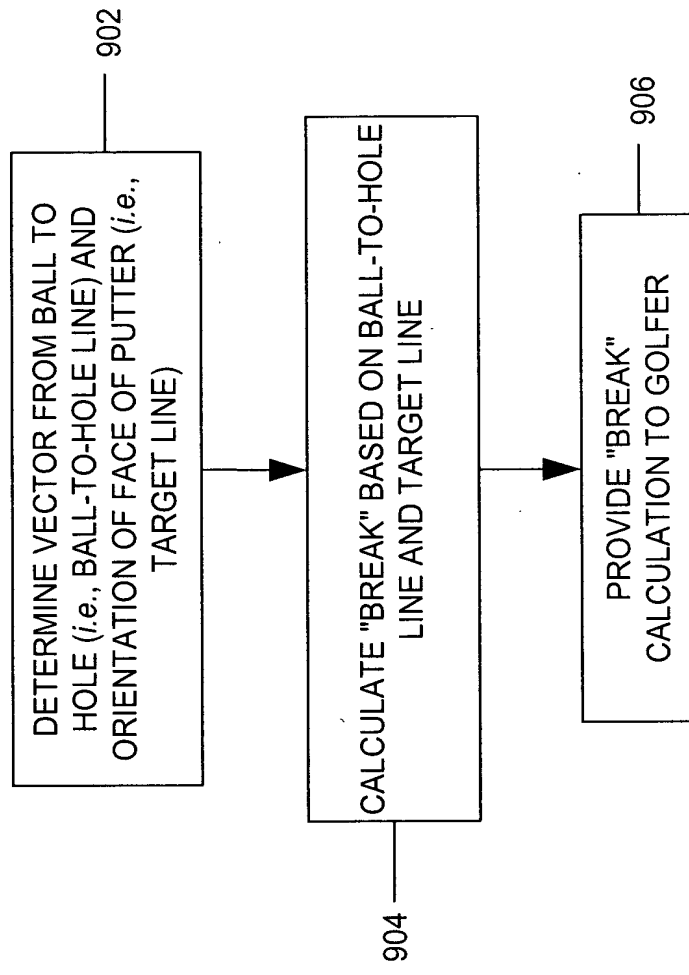 DETERMINE VECTOR FROM BALL TO
HOLE (i.e., BALL-TO-HOLE LINE) AND
ORIENTATION OF FACE OF PUTTER (i.e.,
TARGET LINE)
902
CALCULATE "BREAK" BASED ON BALL-TO-HOLE
LINE AND TARGET LINE
904
PROVIDE "BREAK"
CALCULATION TO GOLFER
906